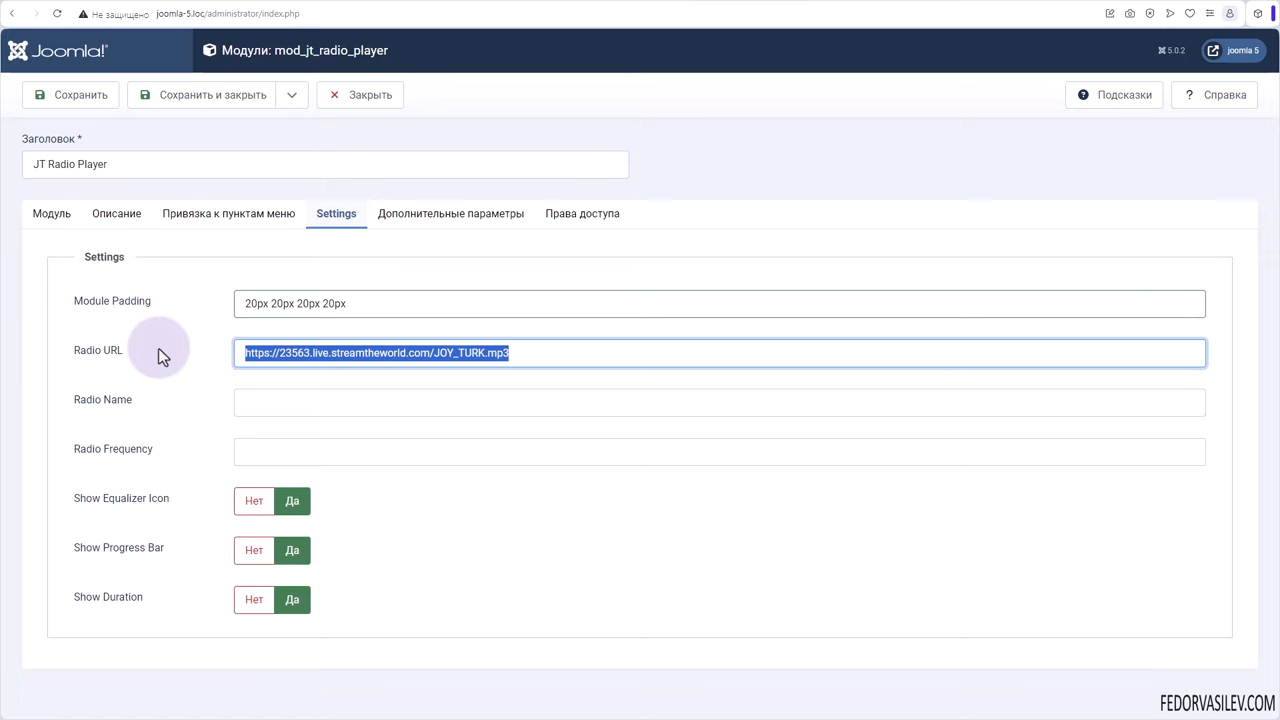 Не защищено joomla-5.loc/administrator/index.php
Joomla!® Модули: mod_jt_radio_player 5.0.2 joomla 5
Сохранить Сохранить и закрыть Закрыть Подсказки Справка
Заголовок *
JT Radio Player
Модуль Описание Привязка к пунктам меню Settings Дополнительные параметры Права доступа
Settings
Module Padding 20px 20px 20px 20px
Radio URL https://23563.live.streamtheworld.com/JOY_TURK.mp3
Radio Name
Radio Frequency
Show Equalizer Icon Нет Да
Show Progress Bar Нет Да
Show Duration Нет Да
FEDORVASILEV.COM